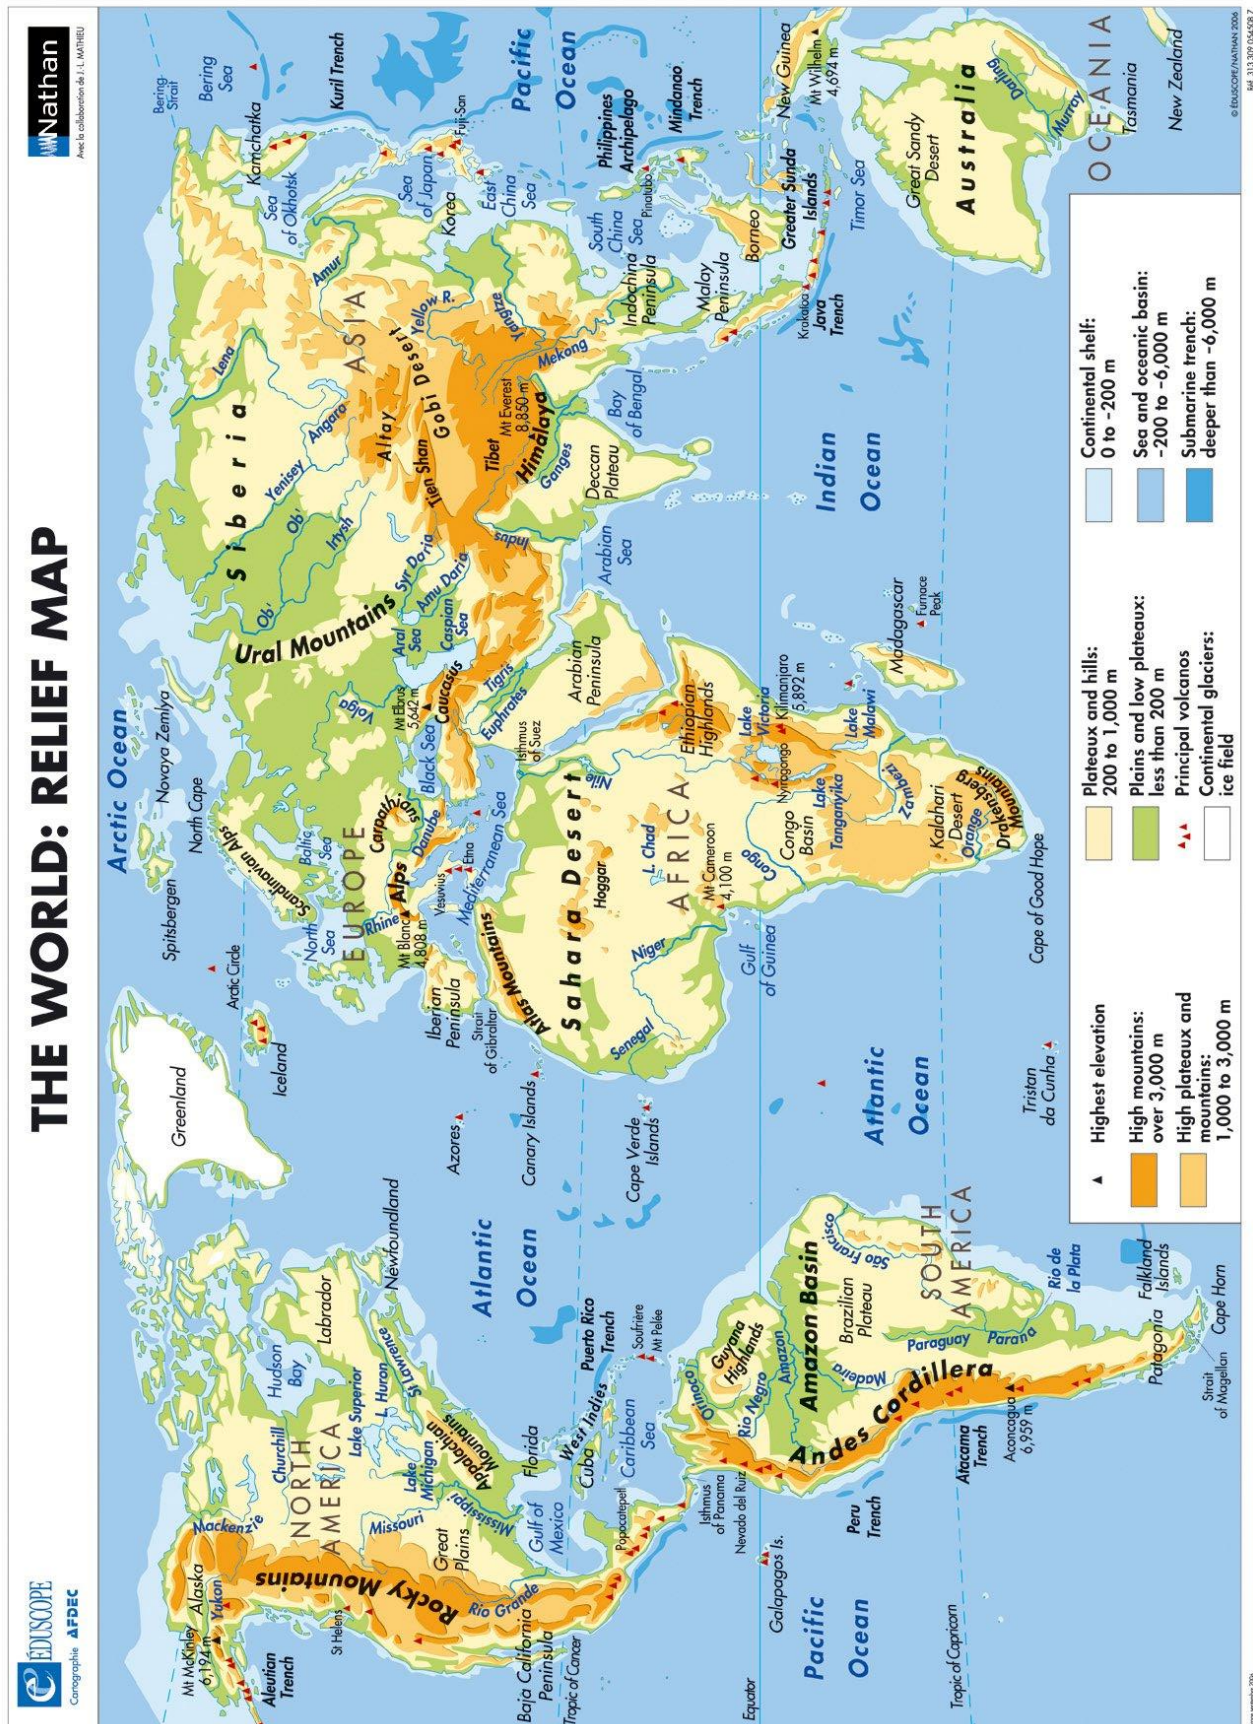 ÉDUSCOPE
Cartographie AFDEC
THE WORLD: RELIEF MAP
Nathan
Avec la collaboration de J.-L. MATHIEU
Arctic Ocean
Bering
Strait
Bering
Sea
Spitsbergen
Novaya Zemlya
North Cape
Greenland
Arctic Circle
Iceland
Mt McKinley
6,194 m
Alaska
Yukon
Mackenzie
Aleutian
Trench
St Helens
Rocky Mountains
NORTH
AMERICA
Churchill
Hudson
Bay
Labrador
Newfoundland
Lake Superior
L. Huron
St Lawrence
Lake
Michigan
Missouri
Great
Plains
Mississippi
Appalachian
Mountains
Florida
Rio Grande
Gulf of
Mexico
Baja California
Peninsula
Tropic of Cancer
Popocatepetl
Cuba
West Indies
Puerto Rico
Trench
Caribbean
Sea
Soufrière
Mt Pelée
Isthmus
of Panama
Nevado del Ruiz
Galapagos Is.
Equator
Pacific
Ocean
Peru
Trench
Orinoco
Guyana
Highlands
Rio Negro
Amazon
Amazon Basin
Madeira
Andes Cordillera
Brazilian
Plateau
São Francisco
SOUTH
AMERICA
Paraguay
Parana
Rio de
la Plata
Atacama
Trench
Aconcagua
6,959 m
Tropic of Capricorn
Patagonia
Falkland
Islands
Strait
of Magellan
Cape Horn
Atlantic
Ocean
Azores
Canary Islands
Cape Verde
Islands
Atlantic
Ocean
Tristan
da Cunha
Scandinavian Alps
Baltic
Sea
North
Sea
EUROPE
Rhine
Mt Blanc
4,808 m
Alps
Carpathians
Danube
Vesuvius
Etna
Iberian
Peninsula
Strait
of Gibraltar
Mediterranean Sea
Black Sea
Mt Elbrus
5,642 m
Caucasus
Volga
Caspian
Sea
Aral
Sea
Ural Mountains
Atlas Mountains
Sahara Desert
Hoggar
Isthmus
of Suez
Nile
Senegal
Niger
L. Chad
AFRICA
Mt Cameroon
4,100 m
Gulf
of Guinea
Congo
Congo
Basin
Ethiopian
Highlands
Lake
Victoria
Kilimanjaro
5,892 m
Nyiragongo
Lake
Tanganyika
Lake
Malawi
Zambezi
Kalahari
Desert
Orange
Drakensberg
Mountains
Cape of Good Hope
Madagascar
Furnace
Peak
Tigris
Euphrates
Arabian
Peninsula
Arabian
Sea
Siberia
Ob'
Ob'
Irtysh
Yenisey
Angara
Lena
ASIA
Amur
Syr Daria
Amu Daria
Altay
Tien Shan
Gobi Desert
Tibet
Mt Everest
8,850 m
Himalaya
Indus
Ganges
Deccan
Plateau
Bay
of Bengal
Yellow R.
Yangtze
Mekong
Indochina
Peninsula
Malay
Peninsula
Kamchatka
Sea
of Okhotsk
Kuril Trench
Sea
of Japan
Korea
Fuji-San
East
China
Sea
Pacific
Ocean
South
China
Sea
Philippines
Archipelago
Pinatubo
Mindanao
Trench
Borneo
Greater Sunda
Islands
Krakatoa
Java
Trench
Timor Sea
New Guinea
Mt Wilhelm
4,694 m
Indian
Ocean
Great Sandy
Desert
Australia
Darling
Murray
OCEANIA
Tasmania
New Zealand
Highest elevation
High mountains:
over 3,000 m
High plateaux and
mountains:
1,000 to 3,000 m
Plateaux and hills:
200 to 1,000 m
Plains and low plateaux:
less than 200 m
Principal volcanos
Continental glaciers:
ice field
Continental shelf:
0 to -200 m
Sea and oceanic basin:
-200 to -6,000 m
Submarine trench:
deeper than -6,000 m
© ÉDUSCOPE/NATHAN 2006